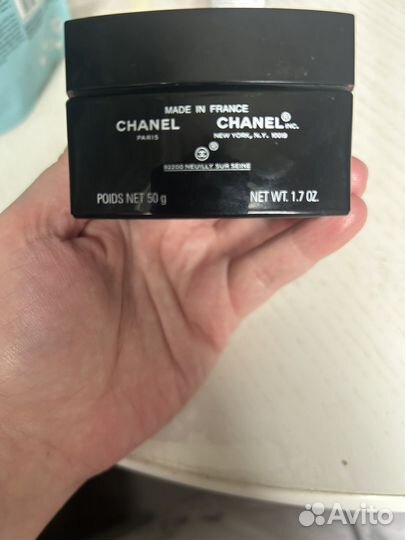 MADE IN FRANCE
CHANEL CHANEL® INC.
PARIS NEW YORK, N.Y. 10019
®
92200 NEUILLY SUR SEINE
POIDS NET 50 g NET WT. 1.7 OZ.
Avito